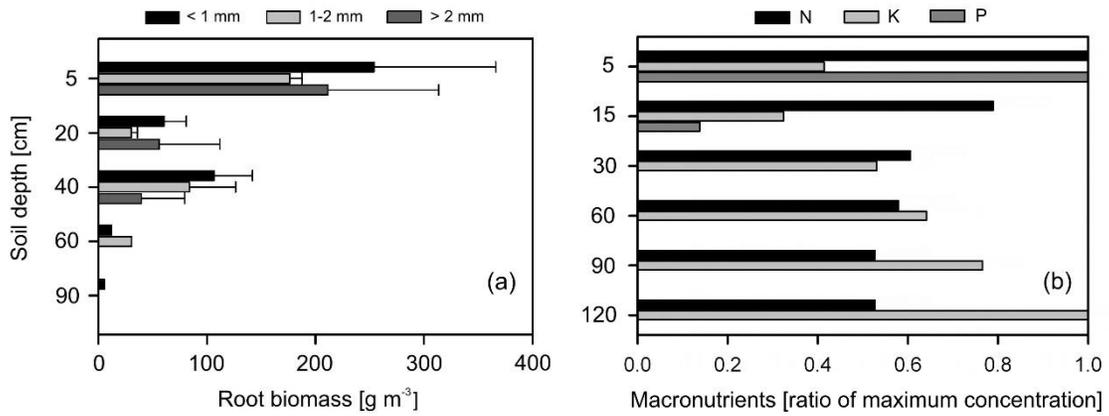 < 1 mm 1-2 mm > 2 mm
Soil depth [cm]
5
20
40
60
90
(a)
0 100 200 300 400
Root biomass [g m⁻³]
N K P
5
15
30
60
90
120
(b)
0.0 0.2 0.4 0.6 0.8 1.0
Macronutrients [ratio of maximum concentration]